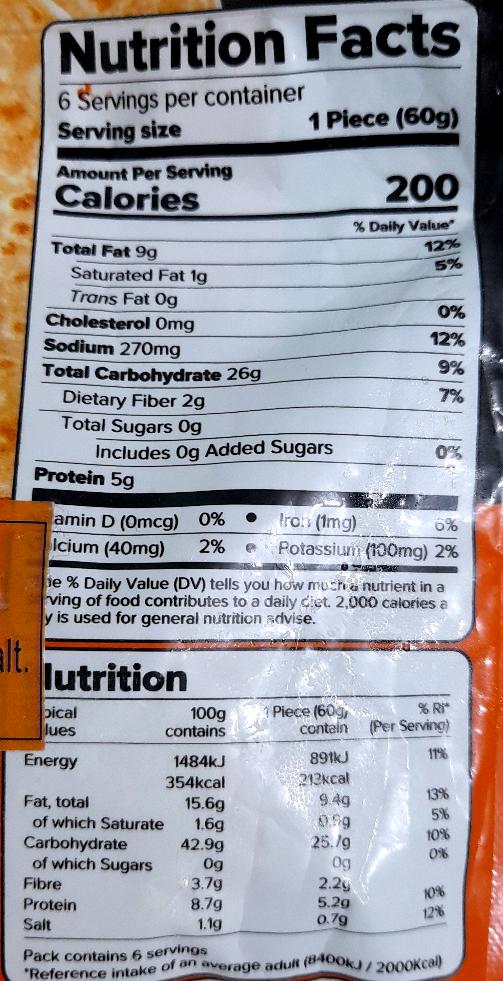 Nutrition Facts
6 Servings per container
Serving size 1 Piece (60g)
Amount Per Serving
Calories 200
% Daily Value*
Total Fat 9g 12%
Saturated Fat 1g 5%
Trans Fat 0g
Cholesterol 0mg 0%
Sodium 270mg 12%
Total Carbohydrate 26g 9%
Dietary Fiber 2g 7%
Total Sugars 0g
Includes 0g Added Sugars 0%
Protein 5g
amin D (0mcg) 0% • Iron (1mg) 6%
lcium (40mg) 2% • Potassium (100mg) 2%
e % Daily Value (DV) tells you how much a nutrient in a
rving of food contributes to a daily diet. 2,000 calories a
y is used for general nutrition advise.
alt.
lutrition
pical 100g 1 Piece (60g) % RI*
lues contains contain (Per Serving)
Energy 1484kJ 891kJ 11%
354kcal 213kcal
Fat, total 15.6g 9.4g 13%
of which Saturate 1.6g 5%
Carbohydrate 42.9g 25.7g 10%
of which Sugars 0g 0g 0%
Fibre 3.7g 2.2g
Protein 8.7g 5.2g 10%
Salt 1.1g 0.7g 12%
Pack contains 6 servings
*Reference intake of an average adult (8400kJ / 2000Kcal)